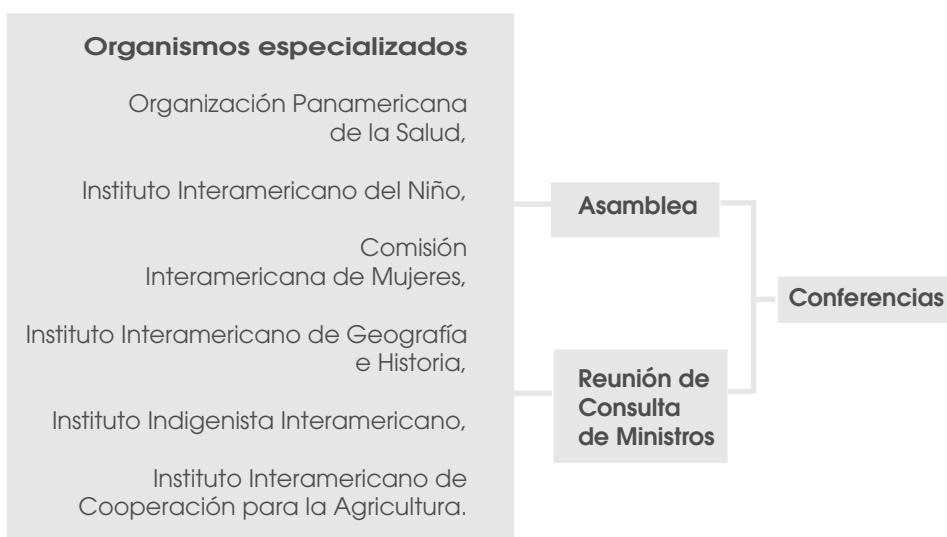 Organismos especializados
Organización Panamericana
de la Salud,
Instituto Interamericano del Niño,
Comisión
Interamericana de Mujeres,
Instituto Interamericano de Geografía
e Historia,
Instituto Indigenista Interamericano,
Instituto Interamericano de
Cooperación para la Agricultura.
Asamblea
Reunión de
Consulta
de Ministros
Conferencias